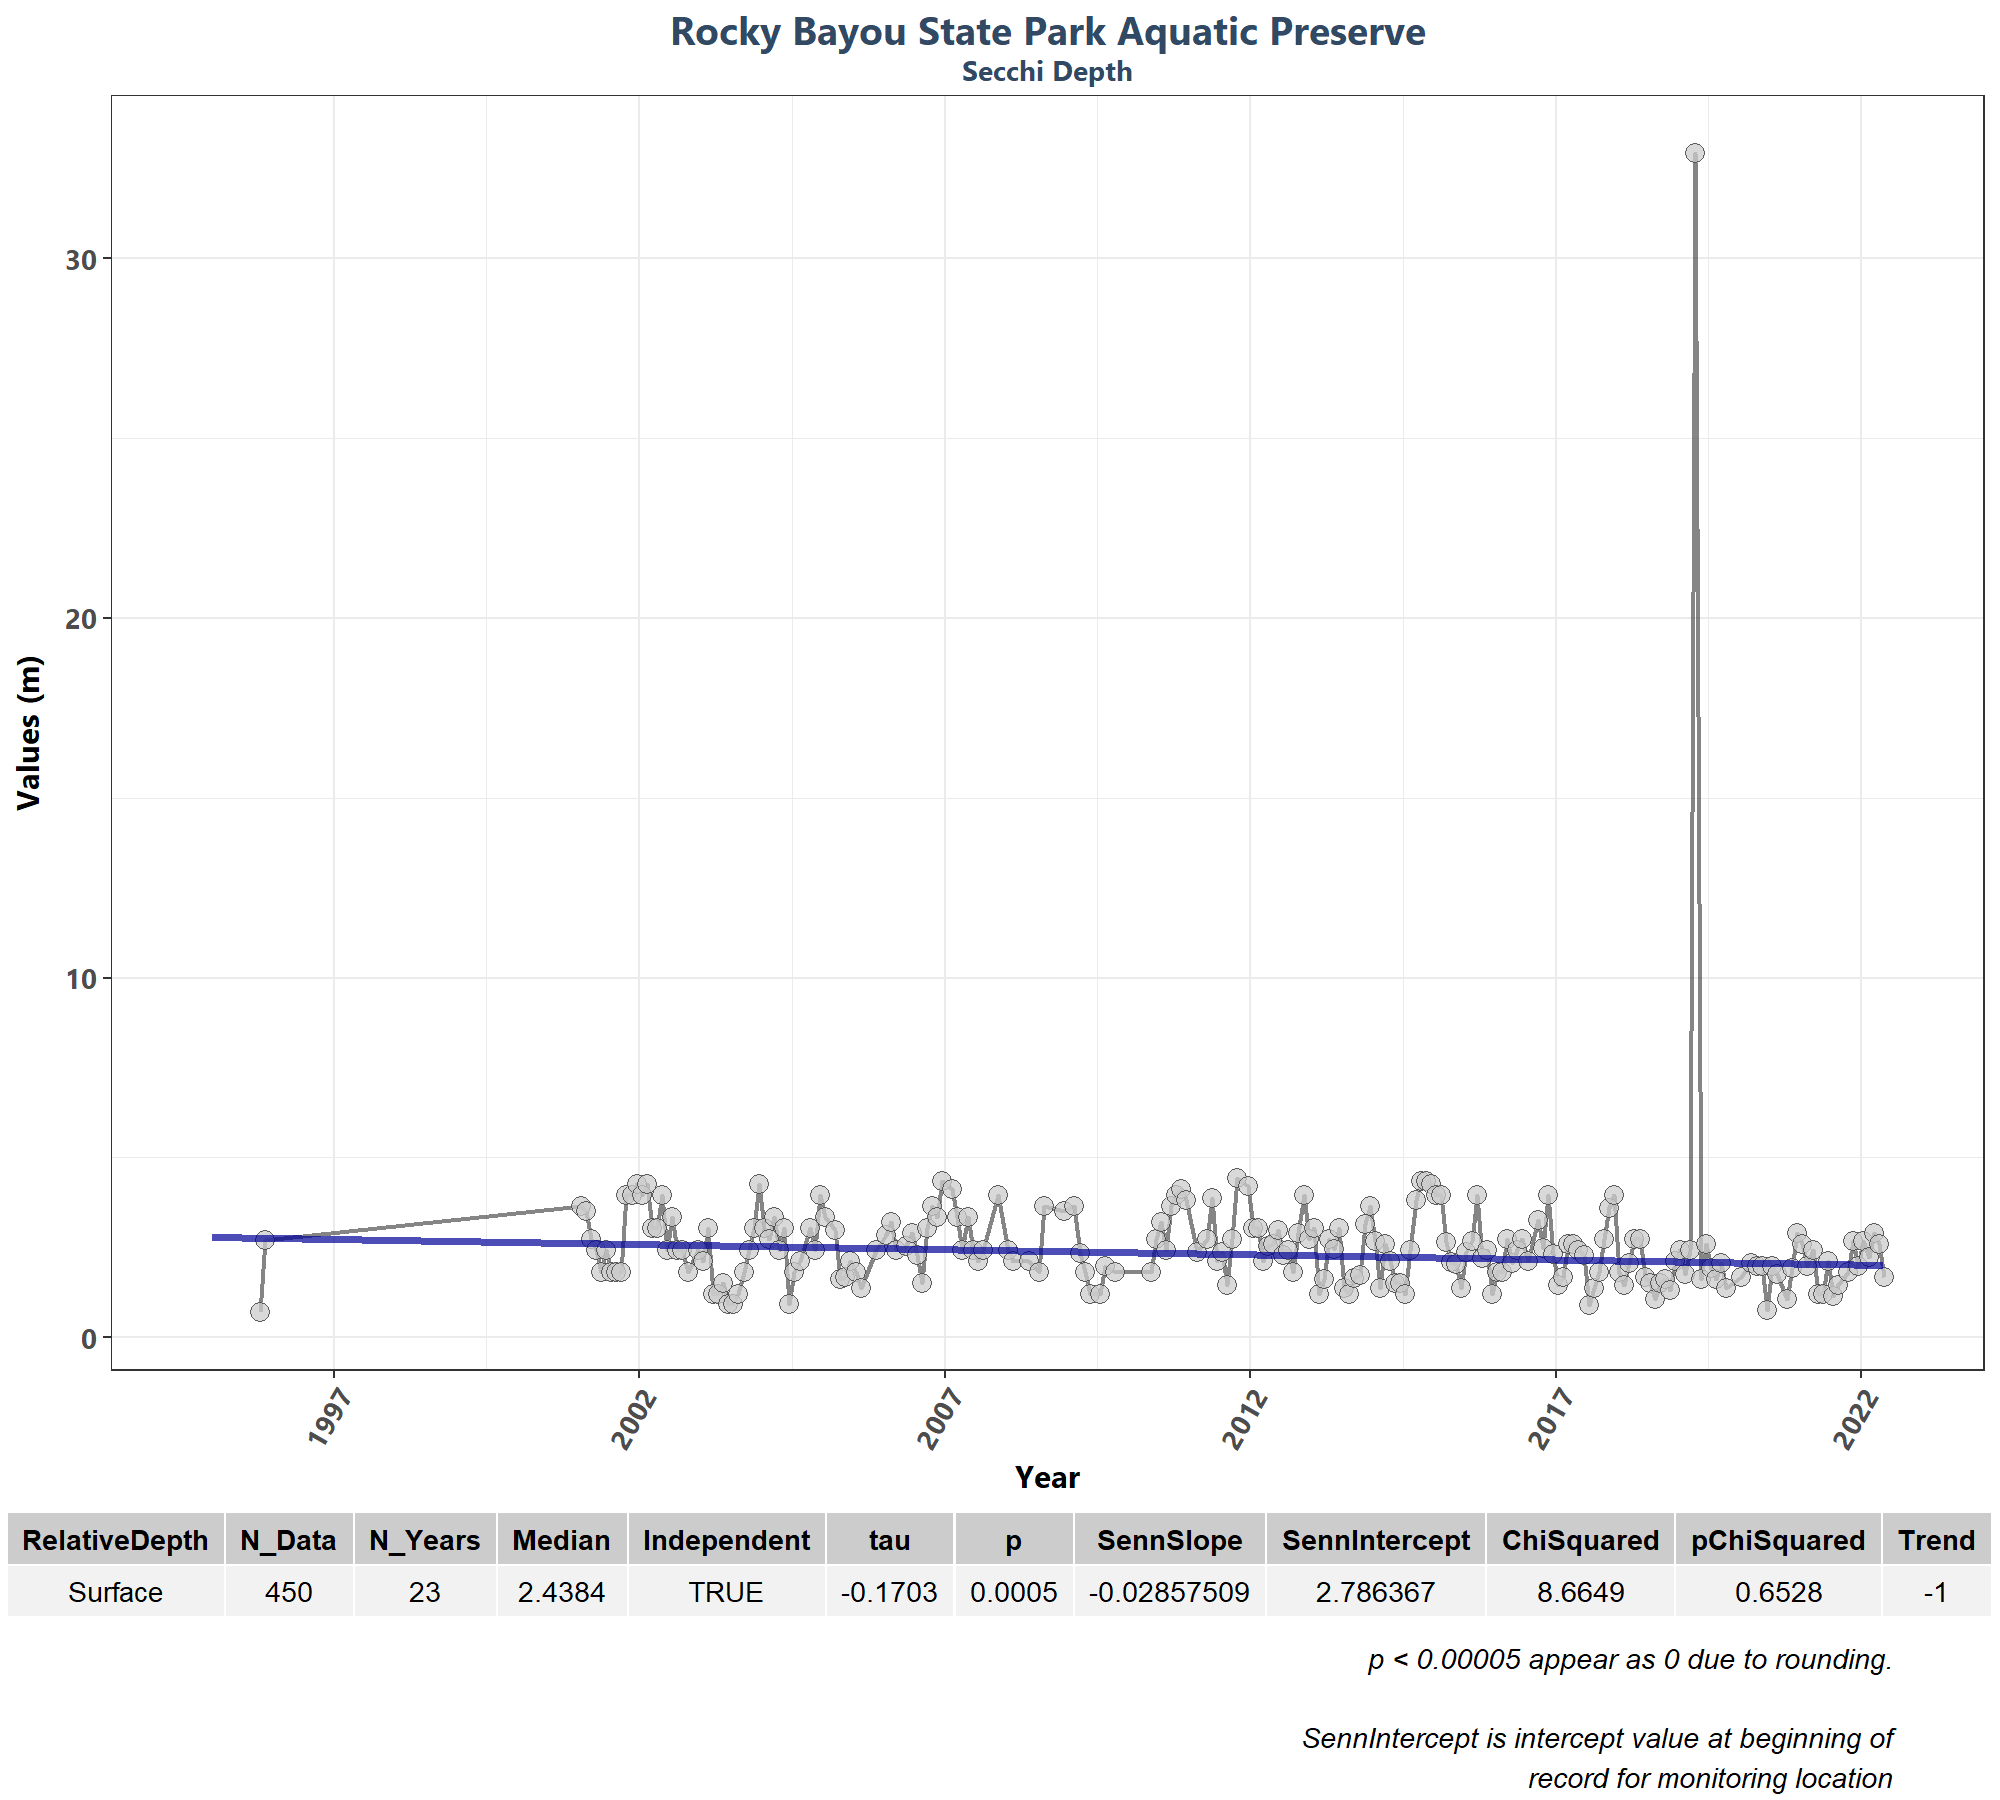 Rocky Bayou State Park Aquatic Preserve
Secchi Depth
Values (m)
30
20
10
0
1997
2002
2007
2012
2017
2022
Year
RelativeDepth N_Data N_Years Median Independent tau p SennSlope SennIntercept ChiSquared pChiSquared Trend
Surface 450 23 2.4384 TRUE -0.1703 0.0005 -0.02857509 2.786367 8.6649 0.6528 -1
p < 0.00005 appear as 0 due to rounding.
SennIntercept is intercept value at beginning of
record for monitoring location